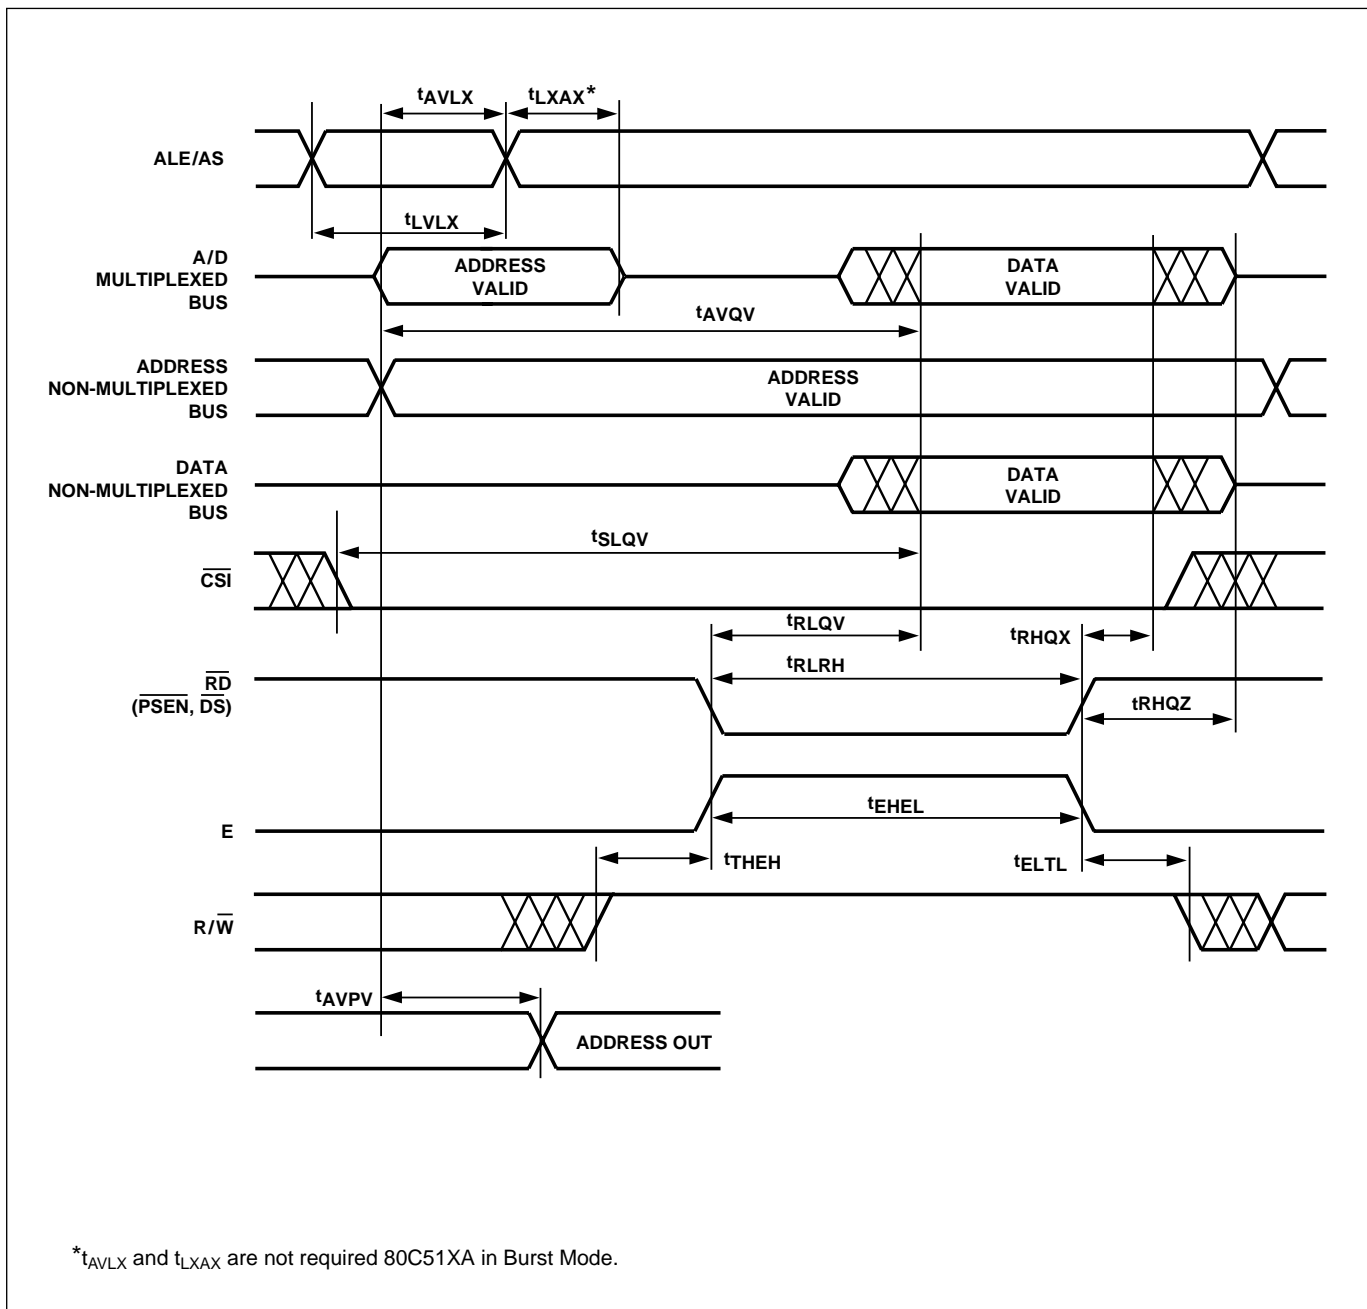 tAVLX tLXAX*
ALE/AS
tLVLX
A/D
MULTIPLEXED
BUS
ADDRESS
VALID
DATA
VALID
tAVQV
ADDRESS
NON-MULTIPLEXED
BUS
ADDRESS
VALID
DATA
NON-MULTIPLEXED
BUS
DATA
VALID
tSLQV
CSI
tRLQV tRHQX
tRLRH
RD
(PSEN, DS)
tRHQZ
tEHEL
E
tTHEH tELTL
R/W
tAVPV
ADDRESS OUT
*tAVLX and tLXAX are not required 80C51XA in Burst Mode.